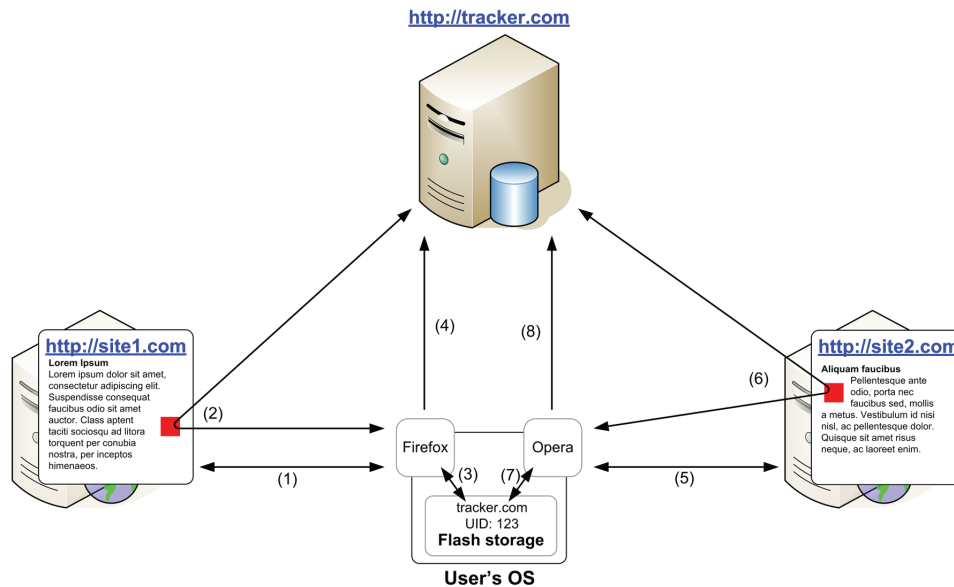 http://tracker.com
http://site1.com
Lorem Ipsum
Lorem ipsum dolor sit amet,
consectetur adipiscing elit.
Suspendisse consequat
faucibus odio sit amet
auctor. Class aptent
taciti sociosqu ad litora
torquent per conubia
nostra, per inceptos
himenaeos.
(2)
(1)
(4)
(8)
Firefox
Opera
(3)
(7)
tracker.com
UID: 123
Flash storage
User's OS
(6)
(5)
http://site2.com
Aliquam faucibus
Pellentesque ante
odio, porta nec
faucibus sed, mollis
a metus. Vestibulum id nisi
nisl, ac pellentesque dolor.
Quisque sit amet risus
neque, ac laoreet enim.